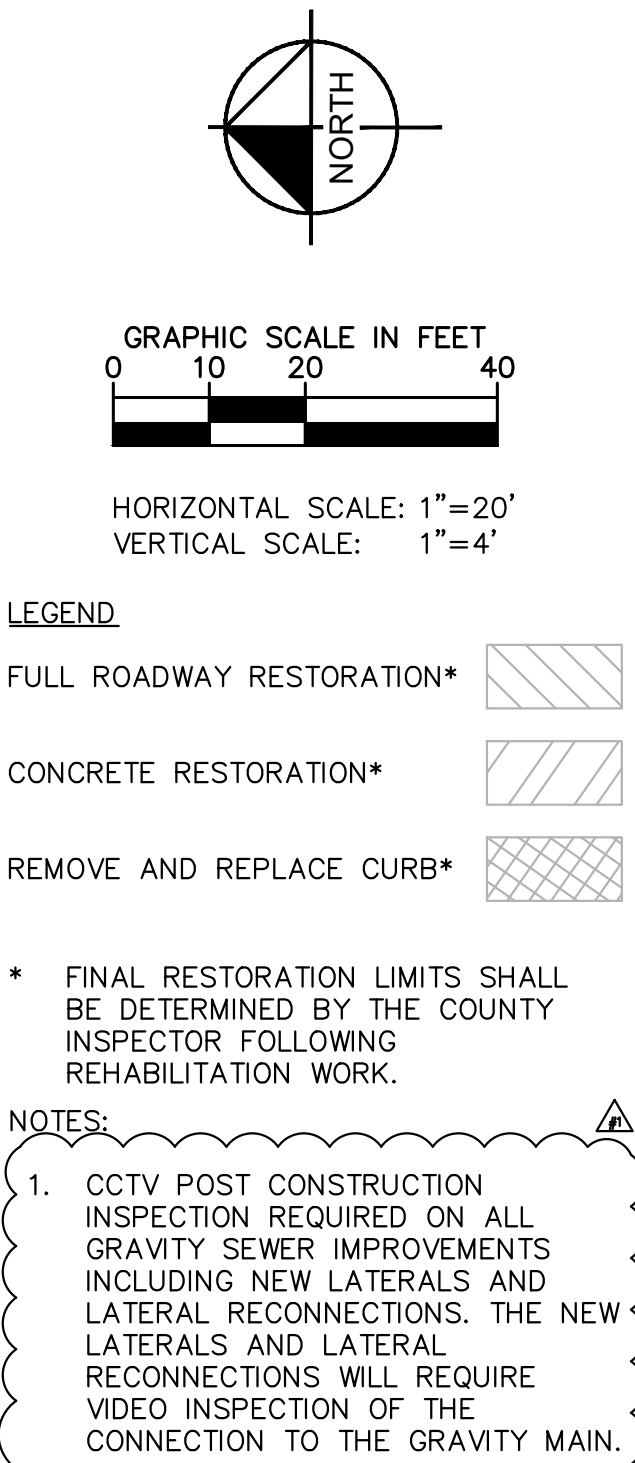 NORTH
GRAPHIC SCALE IN FEET
0 10 20 40
HORIZONTAL SCALE: 1"=20'
VERTICAL SCALE: 1"=4'
LEGEND
FULL ROADWAY RESTORATION*
CONCRETE RESTORATION*
REMOVE AND REPLACE CURB*
* FINAL RESTORATION LIMITS SHALL
BE DETERMINED BY THE COUNTY
INSPECTOR FOLLOWING
REHABILITATION WORK.
NOTES:
#1
1. CCTV POST CONSTRUCTION
INSPECTION REQUIRED ON ALL
GRAVITY SEWER IMPROVEMENTS
INCLUDING NEW LATERALS AND
LATERAL RECONNECTIONS. THE NEW
LATERALS AND LATERAL
RECONNECTIONS WILL REQUIRE
VIDEO INSPECTION OF THE
CONNECTION TO THE GRAVITY MAIN.